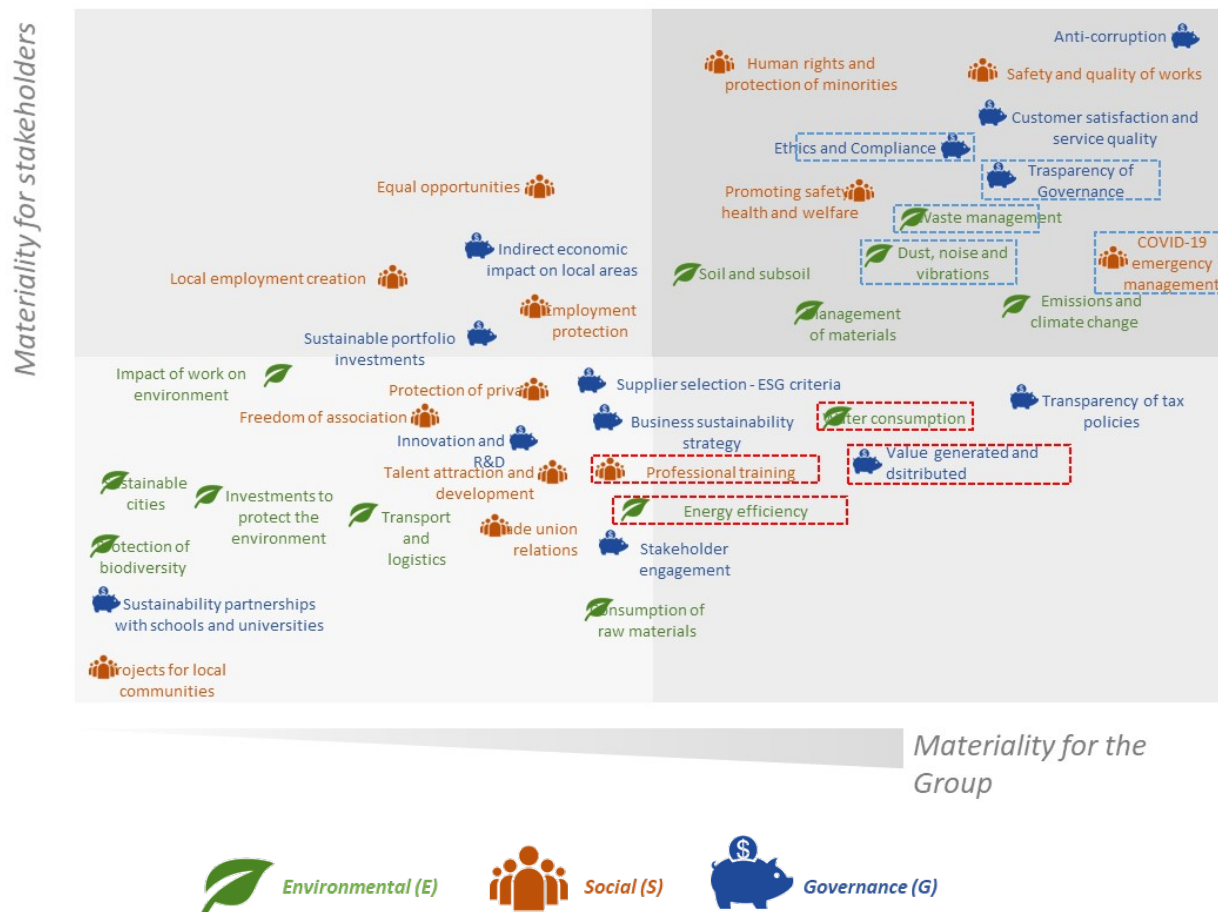 Materiality for stakeholders
Anti-corruption
Human rights and
protection of minorities
Safety and quality of works
Customer satisfaction and
service quality
Ethics and Compliance
Trasparency of
Governance
Equal opportunities
Promoting safety
health and welfare
Waste management
Indirect economic
impact on local areas
Dust, noise and
vibrations
COVID-19
emergency
management
Local employment creation
Soil and subsoil
Employment
protection
Management
of materials
Emissions and
climate change
Sustainable portfolio
investments
Impact of work on
environment
Protection of priva
Supplier selection - ESG criteria
Freedom of association
Business sustainability
strategy
Water consumption
Transparency of tax
policies
Innovation and
R&D
Talent attraction and
development
Professional training
Value generated and
dsitributed
Sustainable
cities
Investments to
protect the
environment
Transport
and
logistics
Energy efficiency
Trade union
relations
Stakeholder
engagement
Protection of
biodiversity
Sustainability partnerships
with schools and universities
Consumption of
raw materials
Projects for local
communities
Materiality for the
Group
Environmental (E)
Social (S)
Governance (G)